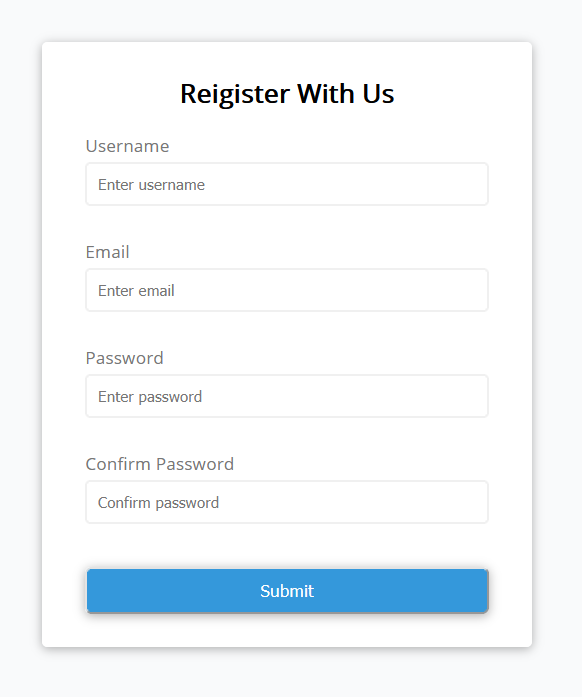 Reigister With Us
Username
Enter username
Email
Enter email
Password
Enter password
Confirm Password
Confirm password
Submit